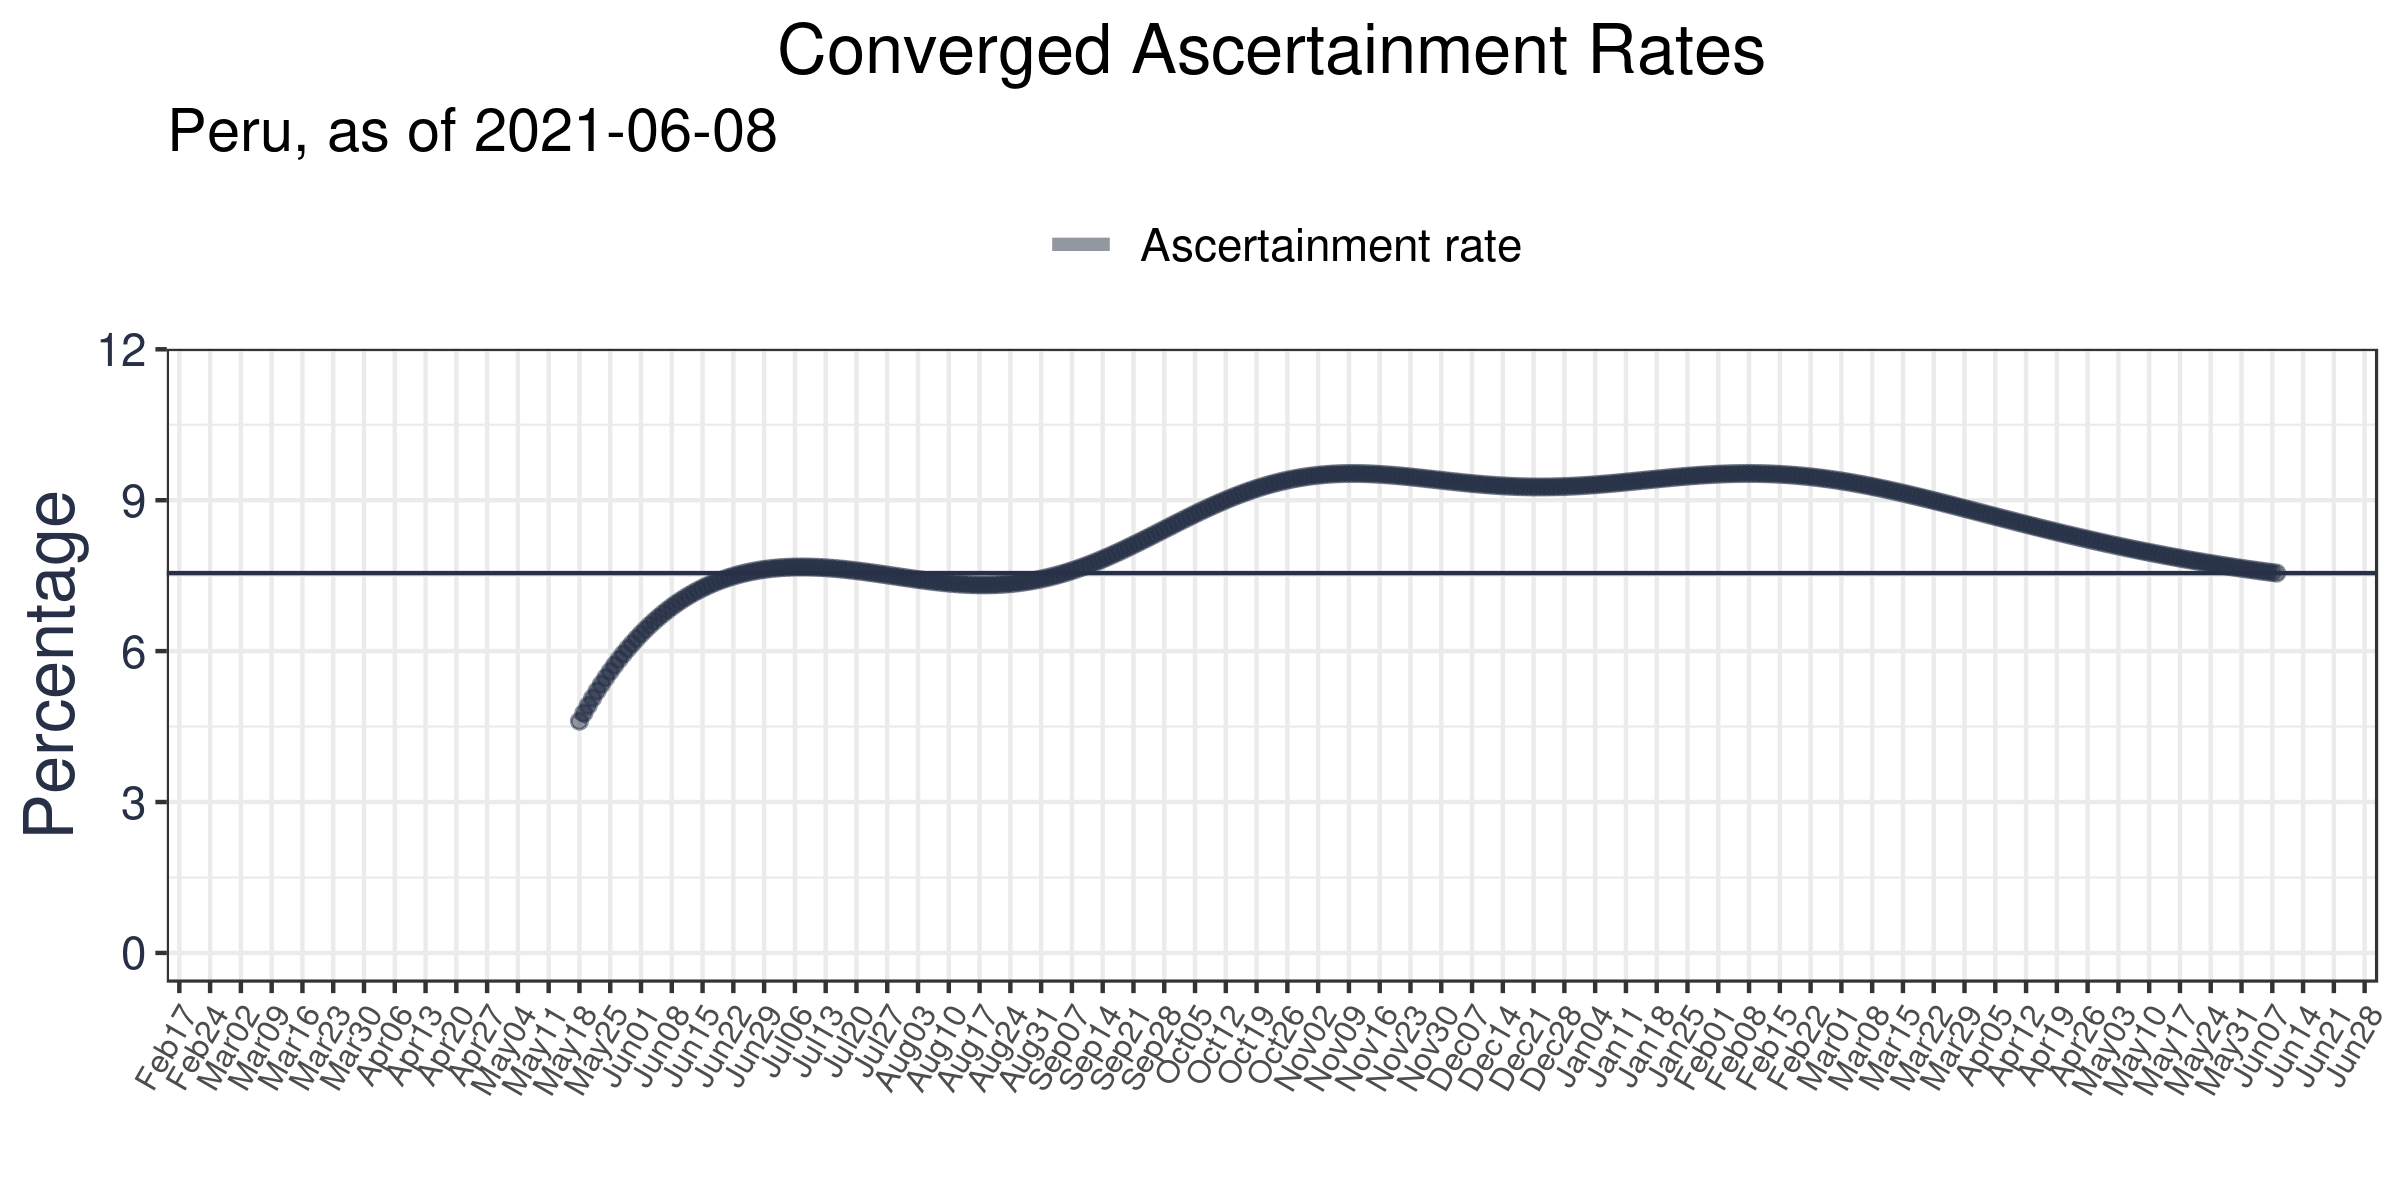 Converged Ascertainment Rates
Peru, as of 2021-06-08
Ascertainment rate
Percentage
12
9
6
3
0
Feb17 Feb24 Mar02 Mar09 Mar16 Mar23 Mar30 Apr06 Apr13 Apr20 Apr27 May04 May11 May18 May25 Jun01 Jun08 Jun15 Jun22 Jun29 Jul06 Jul13 Jul20 Jul27 Aug03 Aug10 Aug17 Aug24 Aug31 Sep07 Sep14 Sep21 Sep28 Oct05 Oct12 Oct19 Oct26 Nov02 Nov09 Nov16 Nov23 Nov30 Dec07 Dec14 Dec21 Dec28 Jan04 Jan11 Jan18 Jan25 Feb01 Feb08 Feb15 Feb22 Mar01 Mar08 Mar15 Mar22 Mar29 Apr05 Apr12 Apr19 Apr26 May03 May10 May17 May24 May31 Jun07 Jun14 Jun21 Jun28